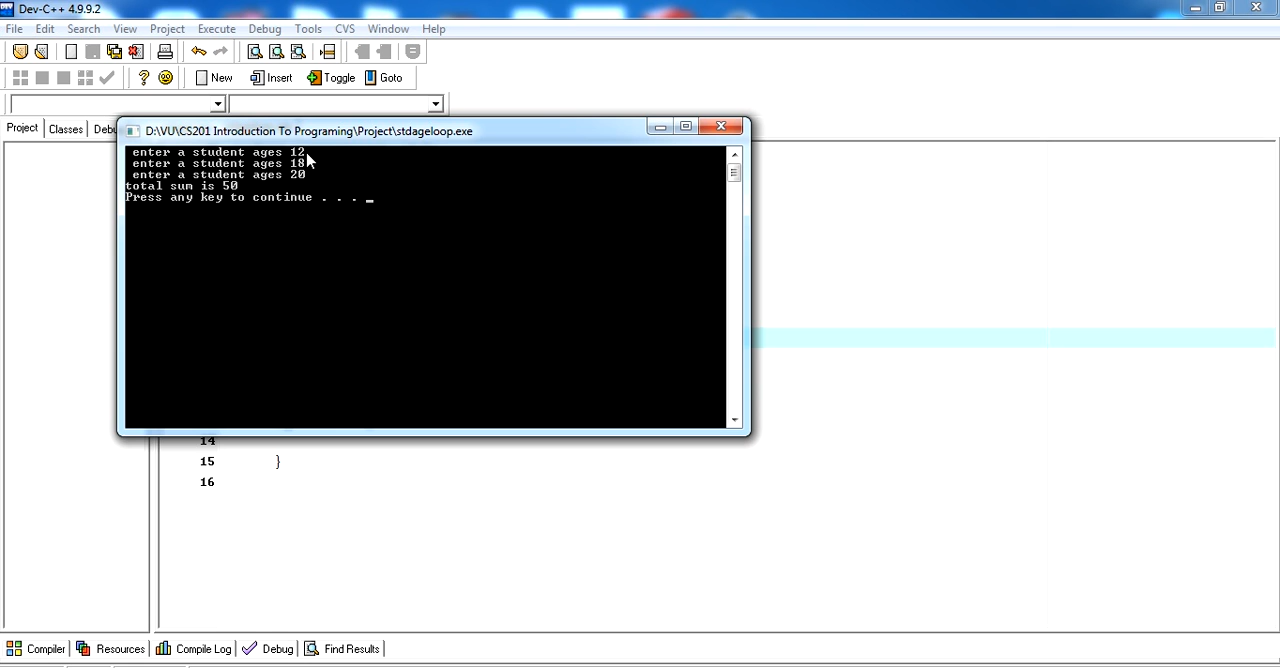 Dev-C++ 4.9.9.2
File Edit Search View Project Execute Debug Tools CVS Window Help
New Insert Toggle Goto
Project Classes Debu
D:\VU\CS201 Introduction To Programing\Project\stdageloop.exe
enter a student ages 12
enter a student ages 18
enter a student ages 20
total sum is 50
Press any key to continue . . . _
14
15 }
16
Compiler Resources Compile Log Debug Find Results